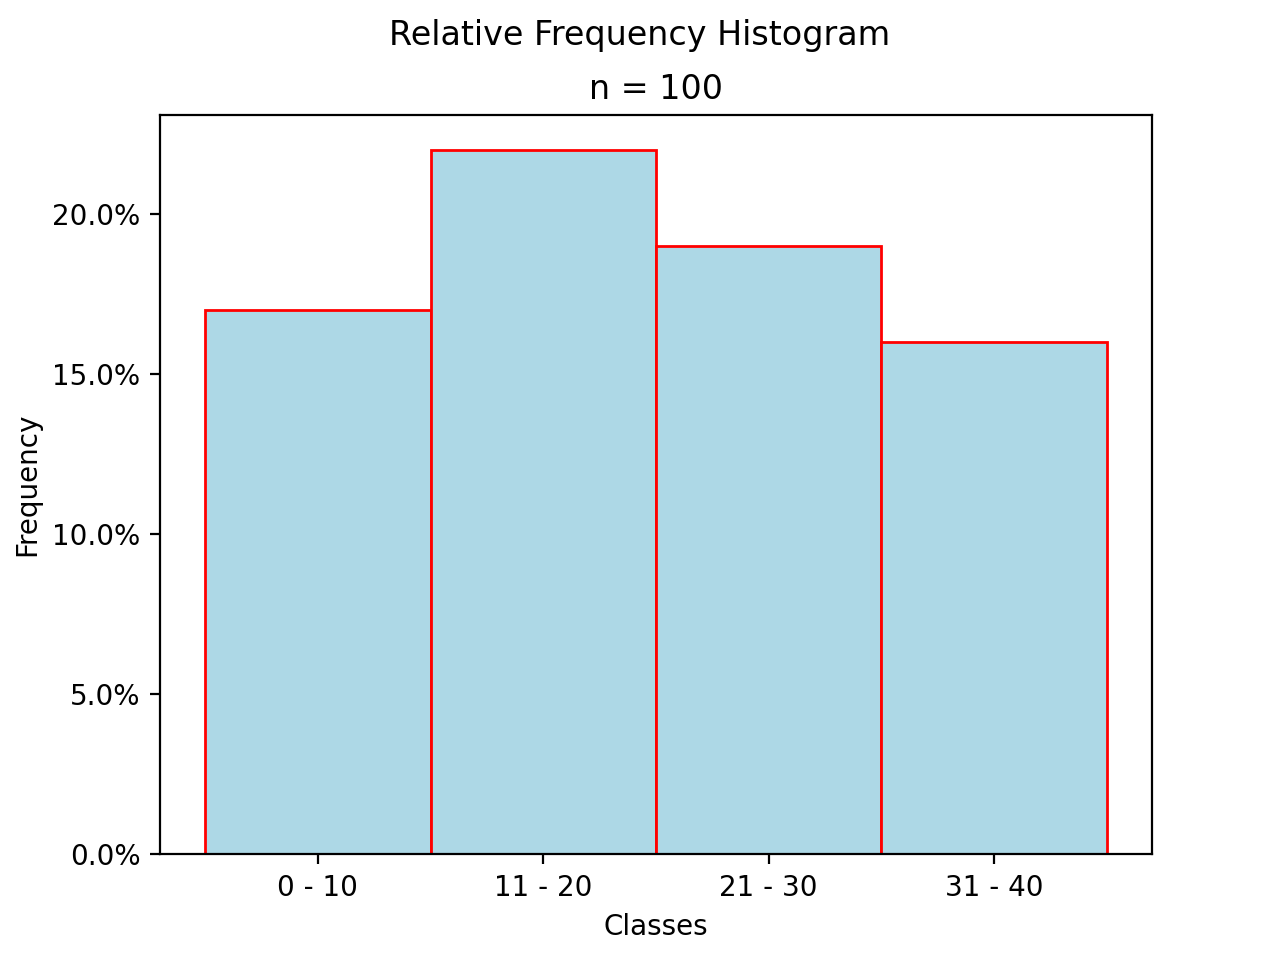 Relative Frequency Histogram
n = 100
20.0%
15.0%
10.0%
5.0%
0.0%
Frequency
0 - 10 11 - 20 21 - 30 31 - 40
Classes